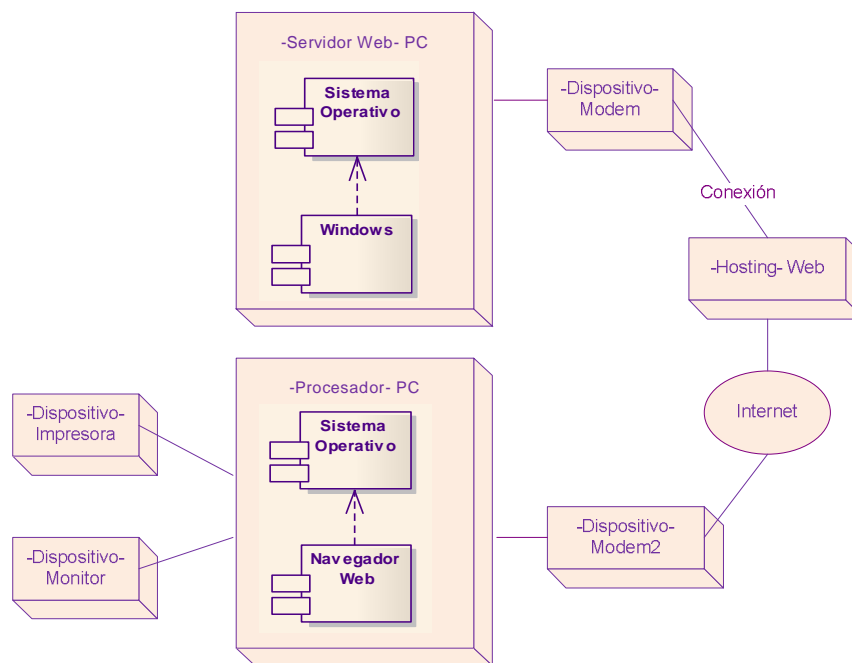 -Servidor Web- PC
Sistema
Operativo
Windows
-Dispositivo-
Modem
Conexión
-Hosting- Web
Internet
-Procesador- PC
Sistema
Operativo
Navegador
Web
-Dispositivo-
Impresora
-Dispositivo-
Monitor
-Dispositivo-
Modem2